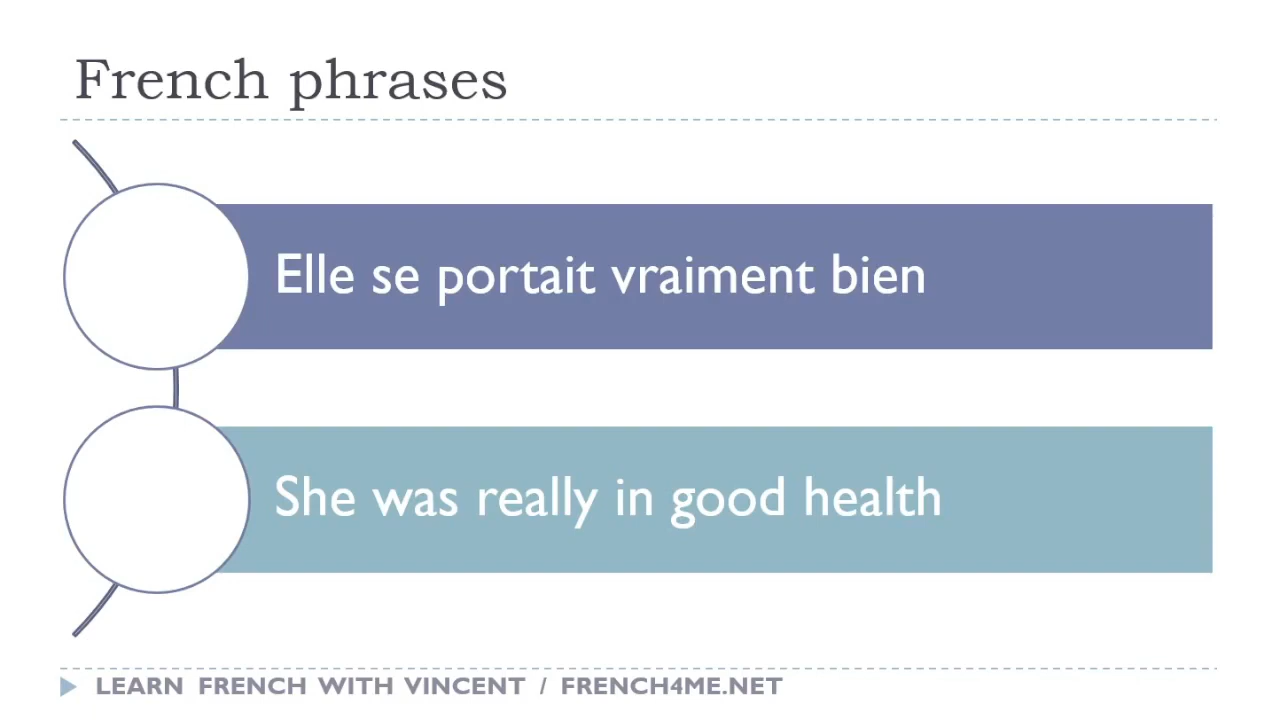 French phrases
Elle se portait vraiment bien
She was really in good health
LEARN FRENCH WITH VINCENT / FRENCH4ME.NET